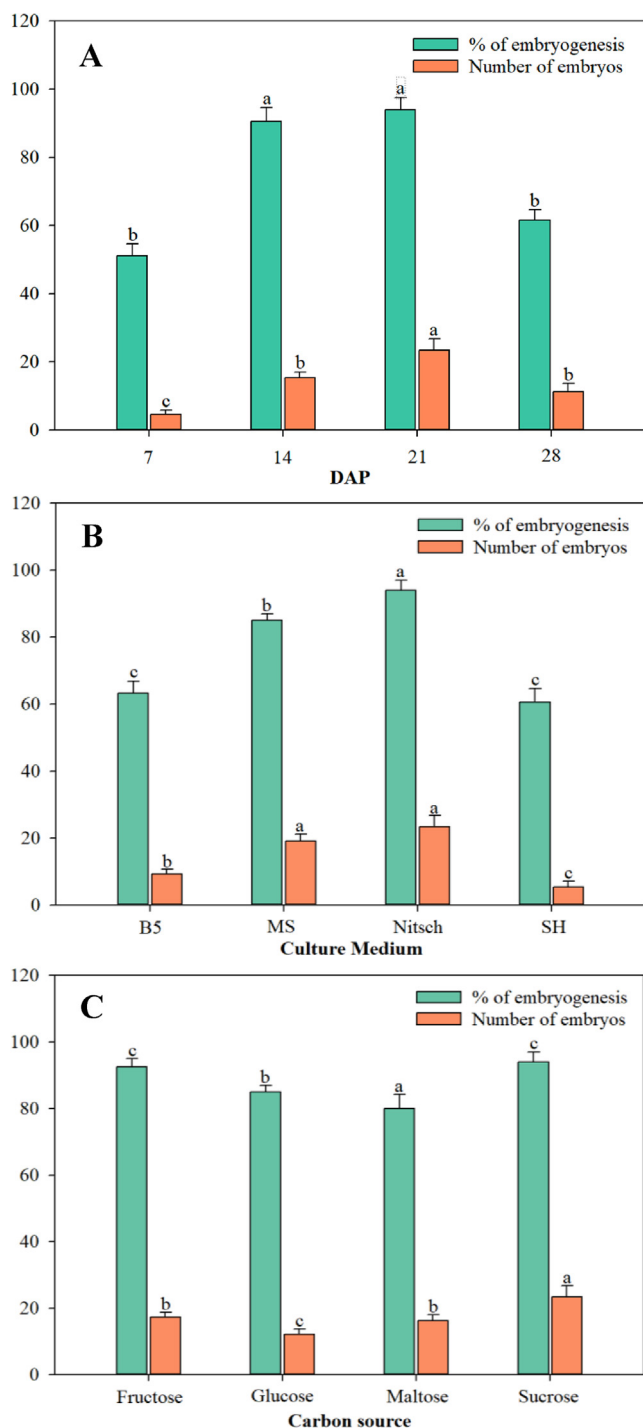 120
A
% of embryogenesis
Number of embryos
100
a
a
80
b
b
60
40
a
20
b
b
c
0
7
14
21
28
DAP
120
B
% of embryogenesis
Number of embryos
100
a
b
80
c
c
60
40
a
a
20
b
c
0
B5
MS
Nitsch
SH
Culture Medium
120
C
% of embryogenesis
Number of embryos
100
c
b
a
c
80
60
40
a
20
b
c
b
0
Fructose
Glucose
Maltose
Sucrose
Carbon source